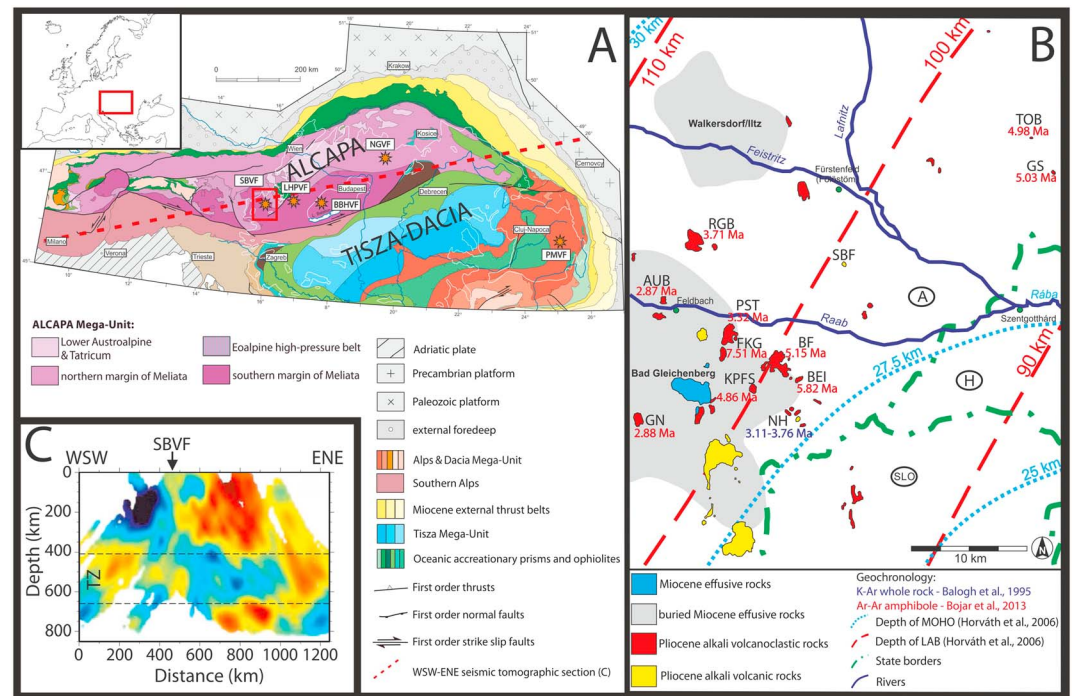 A
200 km
0
Krakow
Wien
Kosice
Cernovcy
ALCAPA
NGVF
SBVF
LHPVF
Budapest
BBHVF
Debrecen
TISZA-DACIA
Cluj-Napoca
PMVF
Milano
Verona
Trieste
Zagreb
ALCAPA Mega-Unit:
Lower Austroalpine
& Tatricum
Eoalpine high-pressure belt
northern margin of Meliata
southern margin of Meliata
Adriatic plate
Precambrian platform
Paleozoic platform
external foredeep
Alps & Dacia Mega-Unit
Southern Alps
Miocene external thrust belts
Tisza Mega-Unit
Oceanic accreationary prisms and ophiolites
First order thrusts
First order normal faults
First order strike slip faults
WSW-ENE seismic tomographic section (C)
C
SBVF
WSW
ENE
Depth (km)
0
200
400
600
800
TZ
0 200 400 600 800 1000 1200
Distance (km)
B
30 km
110 km
100 km
Walkersdorf/Iltz
Lafnitz
TOB
4.98 Ma
GS
5.03 Ma
Feistritz
Fürstenfeld
(Fölöstöm)
RGB
3.71 Ma
SBF
AUB
2.87 Ma
Feldbach
A
Rába
Szentgotthárd
PST
5.52 Ma
Raab
FKG
7.51 Ma
BF
5.15 Ma
27.5 km
90 km
Bad Gleichenberg
KPFS
4.86 Ma
BEI
5.82 Ma
H
GN
2.88 Ma
NH
3.11-3.76 Ma
SLO
25 km
10 km
N
Miocene effusive rocks
buried Miocene effusive rocks
Pliocene alkali volcanoclastic rocks
Pliocene alkali volcanic rocks
Geochronology:
K-Ar whole rock - Balogh et al., 1995
Ar-Ar amphibole - Bojar et al., 2013
Depth of MOHO (Horváth et al., 2006)
Depth of LAB (Horváth et al., 2006)
State borders
Rivers